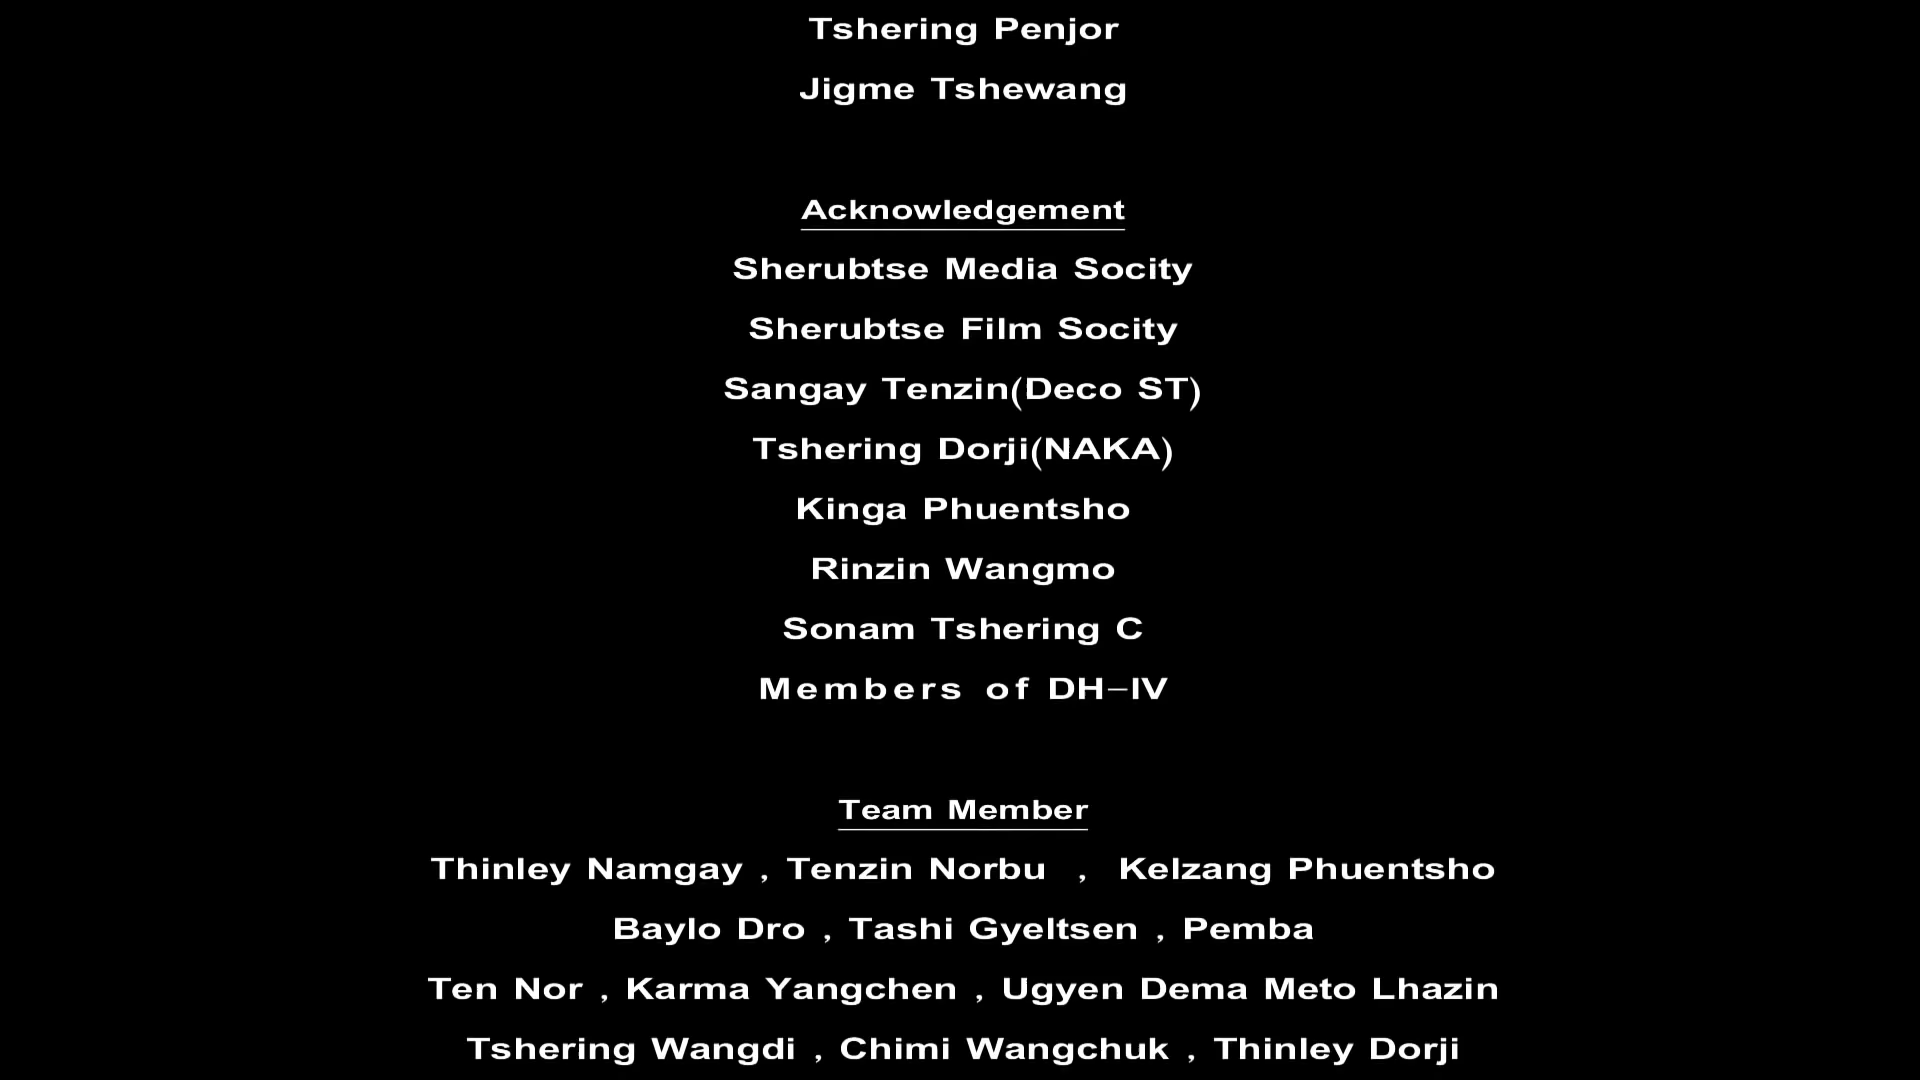 Tshering Penjor
Jigme Tshewang
Acknowledgement
Sherubtse Media Socity
Sherubtse Film Socity
Sangay Tenzin(Deco ST)
Tshering Dorji(NAKA)
Kinga Phuentsho
Rinzin Wangmo
Sonam Tshering C
Members of DH-IV
Team Member
Thinley Namgay , Tenzin Norbu , Kelzang Phuentsho
Baylo Dro , Tashi Gyeltsen , Pemba
Ten Nor , Karma Yangchen , Ugyen Dema Meto Lhazin
Tshering Wangdi , Chimi Wangchuk , Thinley Dorji